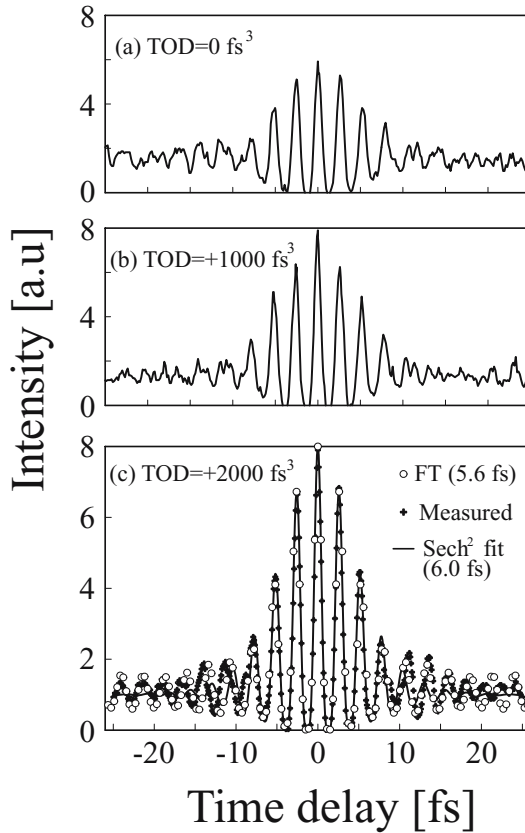 (a) TOD=0 fs³
8
4
0
(b) TOD=+1000 fs³
8
4
0
(c) TOD=+2000 fs³
8
6
4
2
0
FT (5.6 fs)
Measured
Sech² fit
(6.0 fs)
-20 -10 0 10 20
Time delay [fs]
Intensity [a.u]